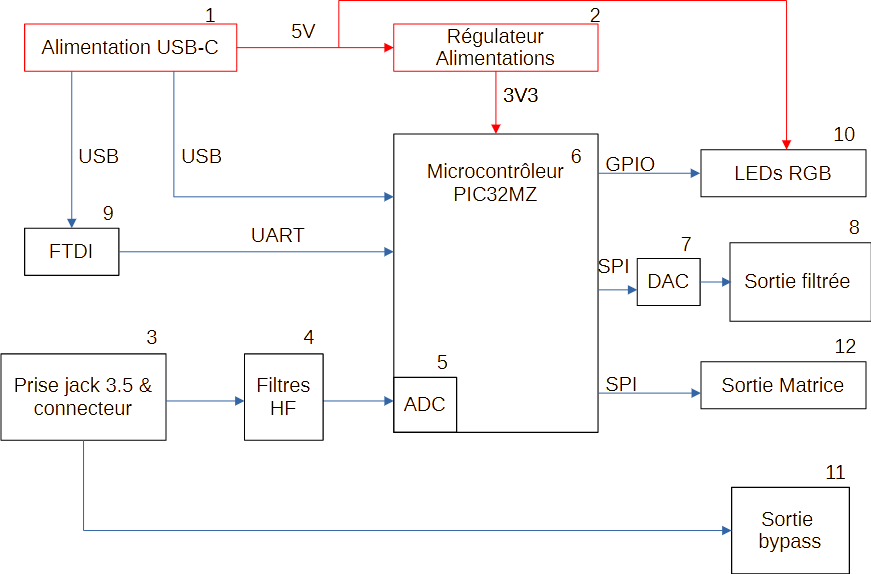 1
Alimentation USB-C
5V
2
Régulateur
Alimentations
3V3
USB
USB
6
Microcontrôleur
PIC32MZ
GPIO
10
LEDs RGB
9
FTDI
UART
SPI
7
DAC
8
Sortie filtrée
3
Prise jack 3.5 &
connecteur
4
Filtres
HF
5
ADC
SPI
12
Sortie Matrice
11
Sortie
bypass